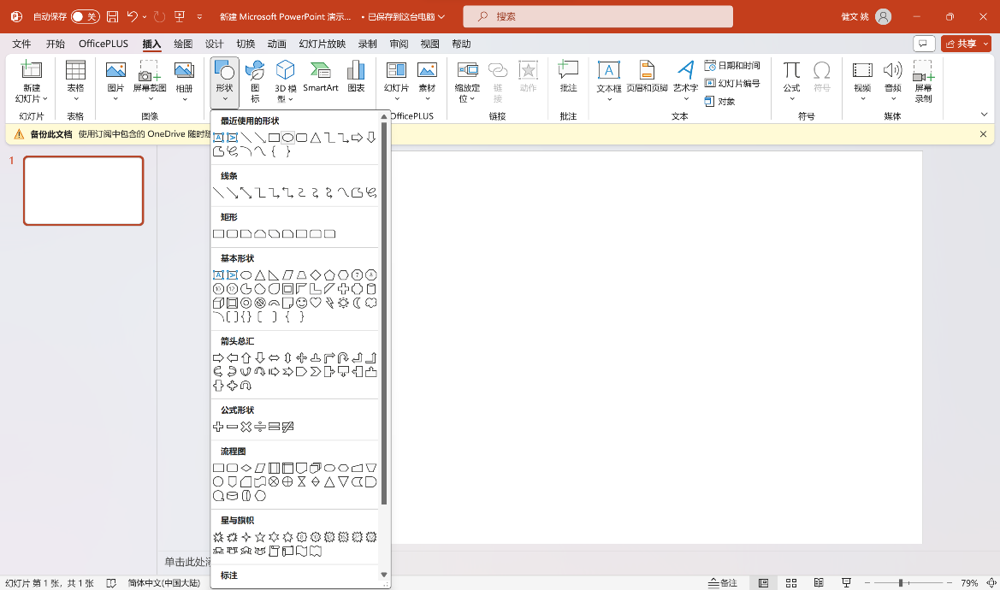 自动保存 关 新建 Microsoft PowerPoint 演示... • 已保存到这台电脑 搜索 健文 姚
文件 开始 OfficePLUS 插入 绘图 设计 切换 动画 幻灯片放映 录制 审阅 视图 帮助 共享
新建
幻灯片
表格
图片
屏幕截图
相册
形状
图
标
3D 模
型
SmartArt
图表
幻灯片
素材
缩放定
位
链
接
动作
批注
文本框
页眉和页脚
艺术字
日期和时间
幻灯片编号
对象
公式
符号
视频
音频
屏幕
录制
幻灯片 表格 图像 OfficePLUS 链接 批注 文本 符号 媒体
备份此文档 使用订阅中包含的 OneDrive 随时随
1
最近使用的形状
线条
矩形
基本形状
箭头总汇
公式形状
流程图
星与旗帜
标注
单击此处
幻灯片 第 1 张，共 1 张 简体中文(中国大陆) 备注 79%